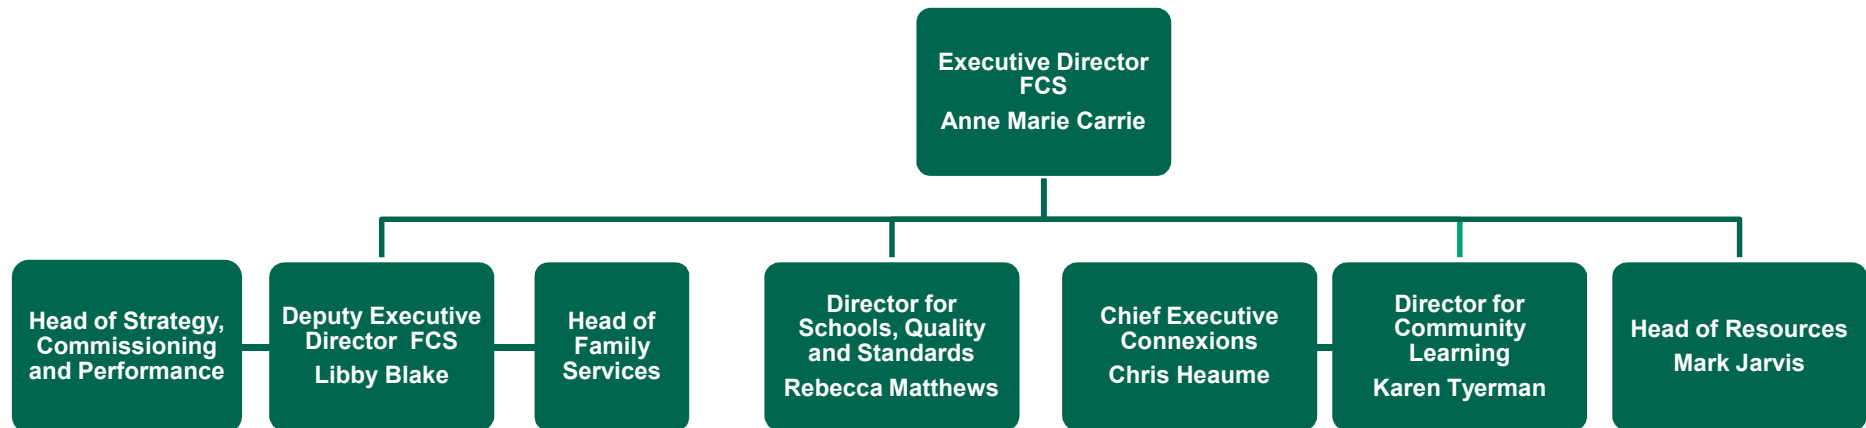 Executive Director
FCS
Anne Marie Carrie
Head of Strategy,
Commissioning
and Performance
Deputy Executive
Director FCS
Libby Blake
Head of
Family
Services
Director for
Schools, Quality
and Standards
Rebecca Matthews
Chief Executive
Connexions
Chris Heaume
Director for
Community
Learning
Karen Tyerman
Head of Resources
Mark Jarvis